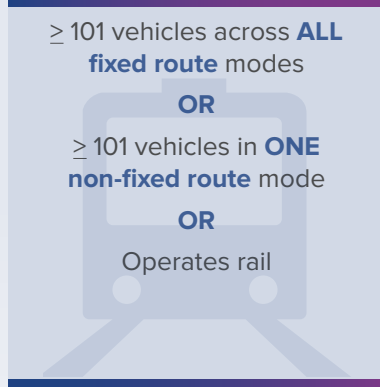 ≥ 101 vehicles across ALL
fixed route modes
OR
≥ 101 vehicles in ONE
non-fixed route mode
OR
Operates rail